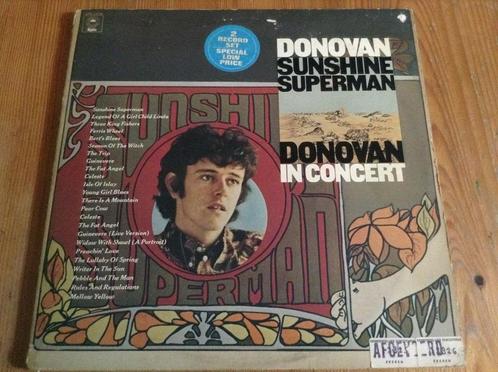 Epic
2
RECORD
SET
SPECIAL
LOW
PRICE
DONOVAN
SUNSHINE
SUPERMAN
DONOVAN
IN CONCERT
UNSHI
PERMAN
Sunshine Superman
Legend Of A Girl Child Linda
Three King Fishers
Ferris Wheel
Bert's Blues
Season Of The Witch
The Trip
Guinevere
The Fat Angel
Celeste
Isle Of Islay
Young Girl Blues
There Is A Mountain
Poor Cow
Celeste
The Fat Angel
Guinevere (Live Version)
Widow With Shawl (A Portrait)
Preachin' Love
The Lullaby Of Spring
Writer In The Sun
Pebble And The Man
Rules And Regulations
Mellow Yellow